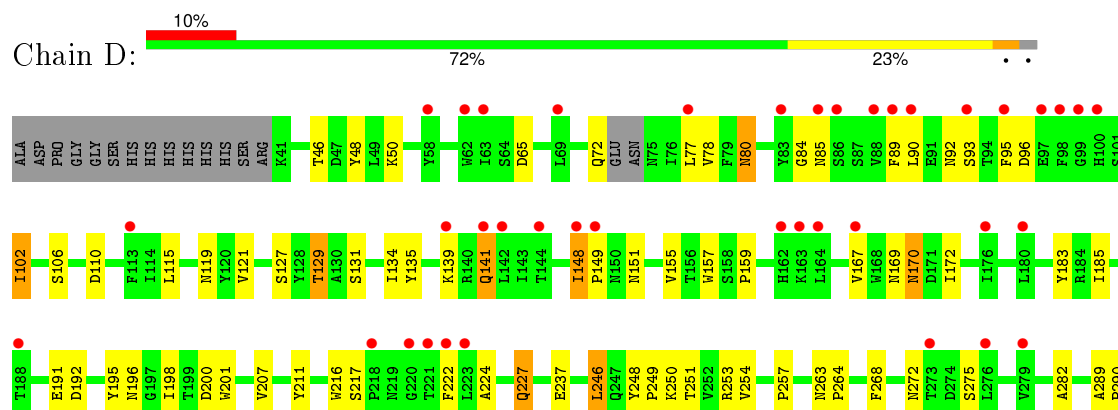 10%
Chain D:
72% 23% • •
ALA ASP PRO GLY GLY SER HIS HIS HIS HIS HIS HIS SER ARG K41 T46 D47 Y48 L49 K50 Y58 W62 I63 S64 D65 L69 Q72 GLU ASN N75 I76 L77 V78 F79 N80 Y83 G84 N85 S86 S87 V88 F89 L90 E91 N92 S93 T94 F95 D96 E97 F98 G99 H100 S101
I102 S106 D110 F113 I114 L115 N119 Y120 V121 S127 Y128 T129 A130 S131 I134 Y135 K139 R140 Q141 L142 I143 T144 I148 P149 N150 N151 V155 T156 W157 S158 P159 H162 K163 L164 V167 W168 N169 N170 D171 I172 I176 L180 Y183 R184 I185
T188 E191 D192 Y195 N196 G197 I198 T199 D200 W201 V207 Y211 W216 S217 P218 N219 G220 T221 F222 L223 A224 Q227 E237 L246 Q247 Y248 P249 K250 T251 V252 R253 V254 P257 N263 P264 F268 N272 T273 D274 S275 L276 V279 A282 A289